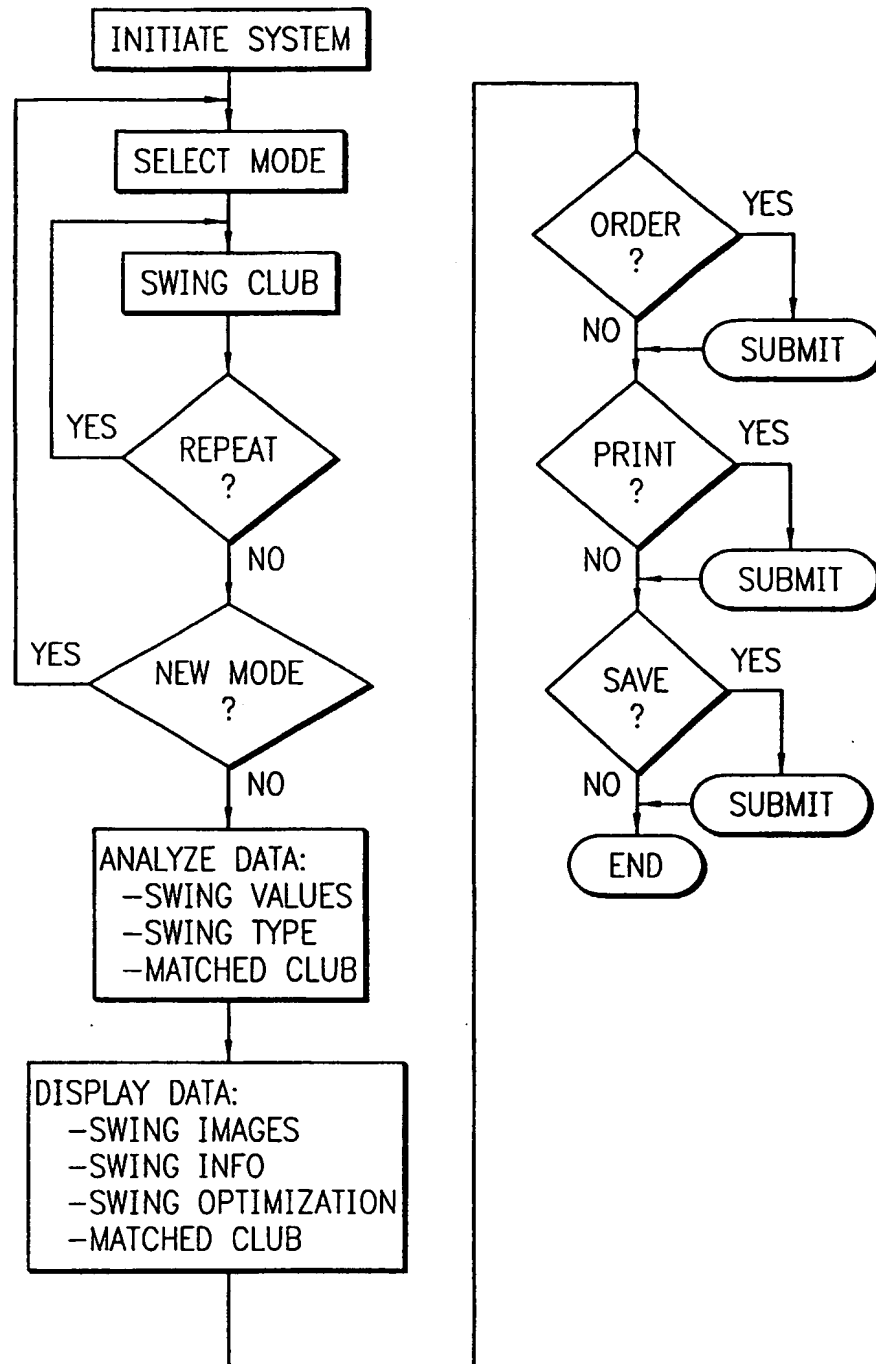 INITIATE SYSTEM
SELECT MODE
SWING CLUB
YES
REPEAT
?
NO
YES
NEW MODE
?
NO
ANALYZE DATA:
-SWING VALUES
-SWING TYPE
-MATCHED CLUB
DISPLAY DATA:
-SWING IMAGES
-SWING INFO
-SWING OPTIMIZATION
-MATCHED CLUB
ORDER
?
YES
NO
SUBMIT
PRINT
?
YES
NO
SUBMIT
SAVE
?
YES
NO
SUBMIT
END